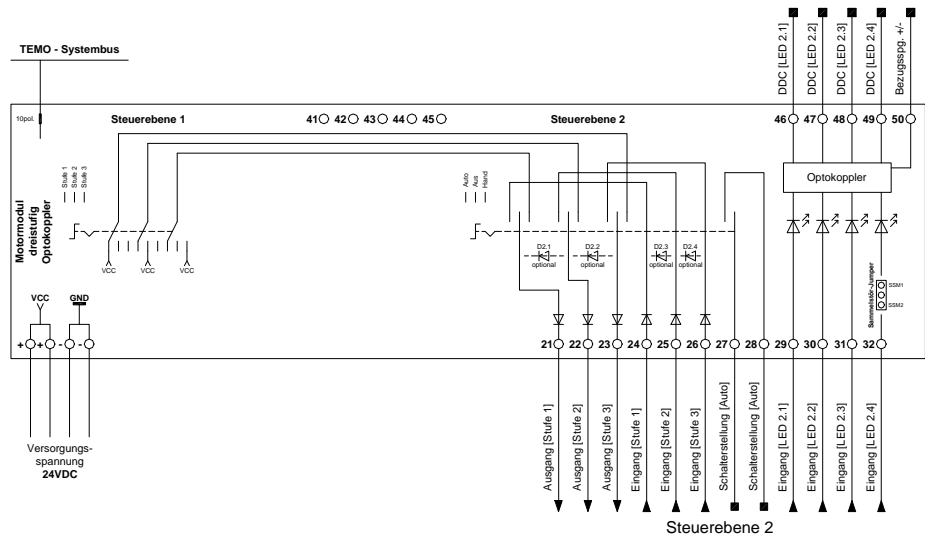 TEMO - Systembus
DDC [LED 2.1]
DDC [LED 2.2]
DDC [LED 2.3]
DDC [LED 2.4]
Bezugsspg. +/-
10pol.
Steuerebene 1
41 42 43 44 45
Steuerebene 2
46 47 48 49 50
Stufe 1
Stufe 2
Stufe 3
Auto
Aus
Hand
Optokoppler
Motormodul
dreistufig
Optokoppler
VCC VCC VCC
D2.1
optional
D2.2
optional
D2.3
optional
D2.4
optional
Sammelstör-Jumper
SSM1
SSM2
VCC GND
+ + - -
21 22 23 24 25 26 27 28 29 30 31 32
Versorgungs-
spannung
24VDC
Ausgang [Stufe 1]
Ausgang [Stufe 2]
Ausgang [Stufe 3]
Eingang [Stufe 1]
Eingang [Stufe 2]
Eingang [Stufe 3]
Schalterstellung [Auto]
Schalterstellung [Auto]
Eingang [LED 2.1]
Eingang [LED 2.2]
Eingang [LED 2.3]
Eingang [LED 2.4]
Steuerebene 2